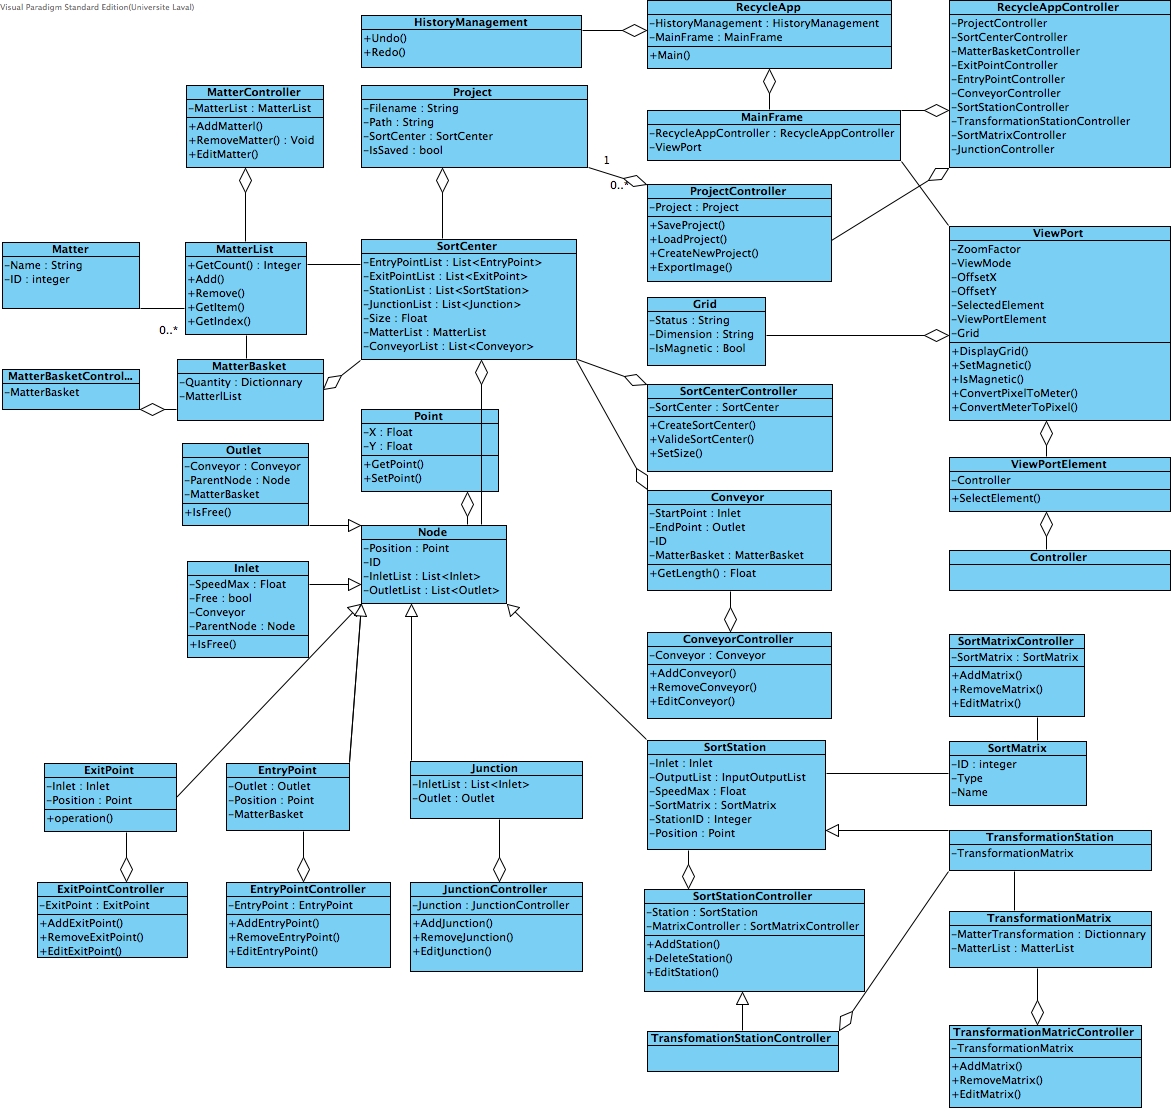 Visual Paradigm Standard Edition(Universite Laval)
HistoryManagement
+Undo()
+Redo()
RecycleApp
-HistoryManagement : HistoryManagement
-MainFrame : MainFrame
+Main()
RecycleAppController
-ProjectController
-SortCenterController
-MatterBasketController
-ExitPointController
-EntryPointController
-ConveyorController
-SortStationController
-TransformationStationController
-SortMatrixController
-JunctionController
MatterController
-MatterList : MatterList
+AddMatterl()
+RemoveMatter() : Void
+EditMatter()
Project
-Filename : String
-Path : String
-SortCenter : SortCenter
-IsSaved : bool
MainFrame
-RecycleAppController : RecycleAppController
-ViewPort
1
0..*
ProjectController
-Project : Project
+SaveProject()
+LoadProject()
+CreateNewProject()
+ExportImage()
ViewPort
-ZoomFactor
-ViewMode
-OffsetX
-OffsetY
-SelectedElement
-ViewPortElement
-Grid
+DisplayGrid()
+SetMagnetic()
+IsMagnetic()
+ConvertPixelToMeter()
+ConvertMeterToPixel()
Matter
-Name : String
-ID : integer
0..*
MatterList
+GetCount() : Integer
+Add()
+Remove()
+GetItem()
+GetIndex()
SortCenter
-EntryPointList : List<EntryPoint>
-ExitPointList : List<ExitPoint>
-StationList : List<SortStation>
-JunctionList : List<Junction>
-Size : Float
-MatterList : MatterList
-ConveyorList : List<Conveyor>
Grid
-Status : String
-Dimension : String
-IsMagnetic : Bool
MatterBasketControl...
-MatterBasket
MatterBasket
-Quantity : Dictionnary
-MatterlList
SortCenterController
-SortCenter : SortCenter
+CreateSortCenter()
+ValideSortCenter()
+SetSize()
Point
-X : Float
-Y : Float
+GetPoint()
+SetPoint()
Outlet
-Conveyor : Conveyor
-ParentNode : Node
-MatterBasket
+IsFree()
ViewPortElement
-Controller
+SelectElement()
Conveyor
-StartPoint : Inlet
-EndPoint : Outlet
-ID
-MatterBasket : MatterBasket
+GetLength() : Float
Node
-Position : Point
-ID
-InletList : List<Inlet>
-OutletList : List<Outlet>
Controller
Inlet
-SpeedMax : Float
-Free : bool
-Conveyor
-ParentNode : Node
+IsFree()
ConveyorController
-Conveyor : Conveyor
+AddConveyor()
+RemoveConveyor()
+EditConveyor()
SortMatrixController
-SortMatrix : SortMatrix
+AddMatrix()
+RemoveMatrix()
+EditMatrix()
SortStation
-Inlet : Inlet
-OutputList : InputOutputList
-SpeedMax : Float
-SortMatrix : SortMatrix
-StationID : Integer
-Position : Point
SortMatrix
-ID : integer
-Type
-Name
ExitPoint
-Inlet : Inlet
-Position : Point
+operation()
EntryPoint
-Outlet : Outlet
-Position : Point
-MatterBasket
Junction
-InletList : List<Inlet>
-Outlet : Outlet
TransformationStation
-TransformationMatrix
ExitPointController
-ExitPoint : ExitPoint
+AddExitPoint()
+RemoveExitPoint()
+EditExitPoint()
EntryPointController
-EntryPoint : EntryPoint
+AddEntryPoint()
+RemoveEntryPoint()
+EditEntryPoint()
JunctionController
-Junction : JunctionController
+AddJunction()
+RemoveJunction()
+EditJunction()
SortStationController
-Station : SortStation
-MatrixController : SortMatrixController
+AddStation()
+DeleteStation()
+EditStation()
TransformationMatrix
-MatterTransformation : Dictionnary
-MatterList : MatterList
TransfomationStationController
TransformationMatricController
-TransformationMatrix
+AddMatrix()
+RemoveMatrix()
+EditMatrix()